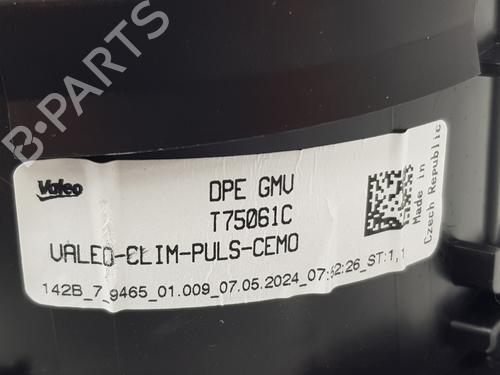 B-PARTS
Valeo
DPE GMV
T75061C
VALEO-CLIM-PULS-CEMO
Made in
Czech Republic
142B_7_9465_01.009_07.05.2024_07:52:26_ST:1,1